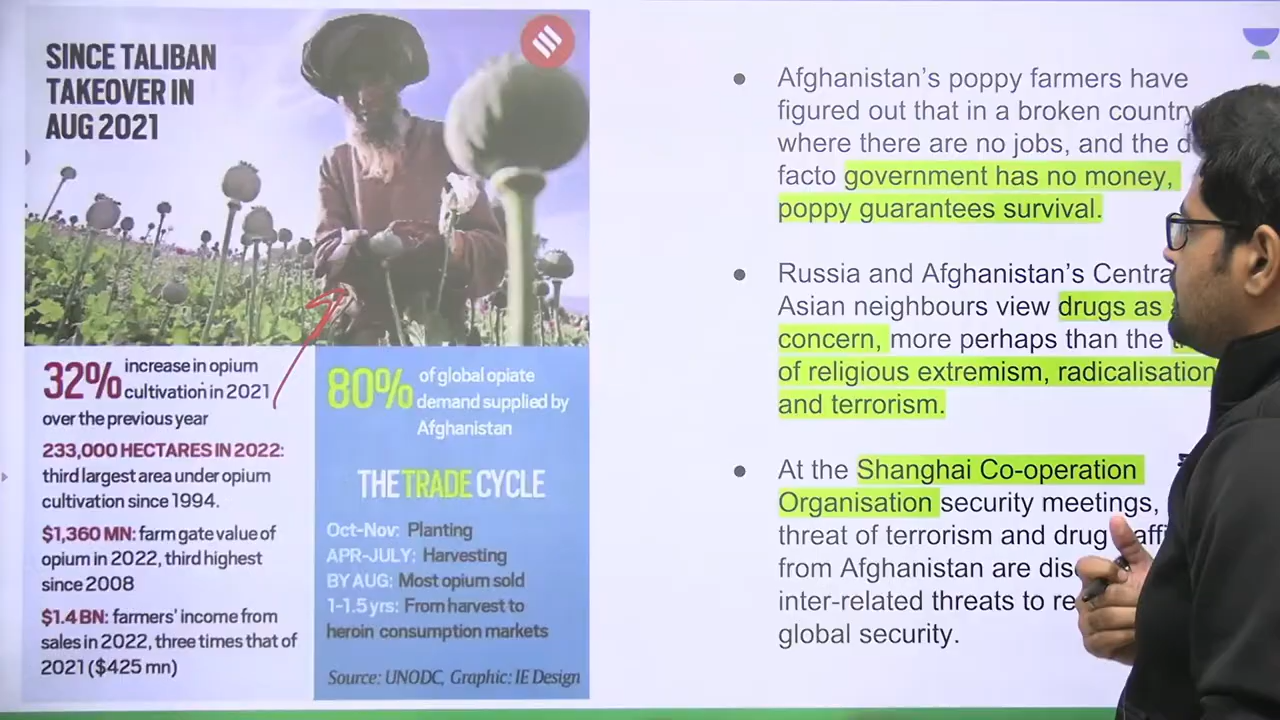 SINCE TALIBAN
TAKEOVER IN
AUG 2021
32% increase in opium
cultivation in 2021
over the previous year
233,000 HECTARES IN 2022:
third largest area under opium
cultivation since 1994.
$1,360 MN: farm gate value of
opium in 2022, third highest
since 2008
$1.4 BN: farmers' income from
sales in 2022, three times that of
2021 ($425 mn)
80% of global opiate
demand supplied by
Afghanistan
THE TRADE CYCLE
Oct-Nov: Planting
APR-JULY: Harvesting
BY AUG: Most opium sold
1-1.5 yrs: From harvest to
heroin consumption markets
Source: UNODC, Graphic: IE Design
● Afghanistan's poppy farmers have
figured out that in a broken country
where there are no jobs, and the
facto government has no money,
poppy guarantees survival.
● Russia and Afghanistan's
Asian neighbours view drugs as
concern, more perhaps than the
of religious extremism, radicalisation
and terrorism.
● At the Shanghai Co-operation
Organisation security meetings,
threat of terrorism and drug
from Afghanistan are
inter-related threats to
global security.